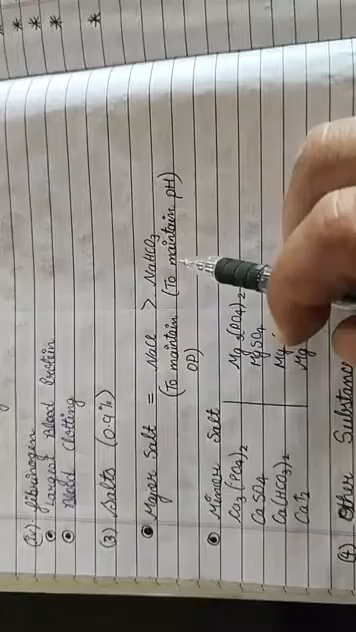 (iv) fibrinogen
Largest Blood Protein
Blood Clotting
(3) Salts (0.9%)
Major Salt = NaCl > NaHCO3
(To maintain OP) (To maintain pH)
Minor Salt
Ca3(PO4)2 Mg3(PO4)2
CaSO4 MgSO4
Ca(HCO3)2 Mg
Mg
(4) Other Substance